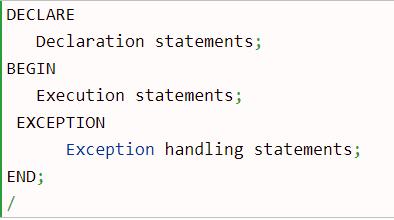 DECLARE
Declaration statements;
BEGIN
Execution statements;
EXCEPTION
Exception handling statements;
END;
/